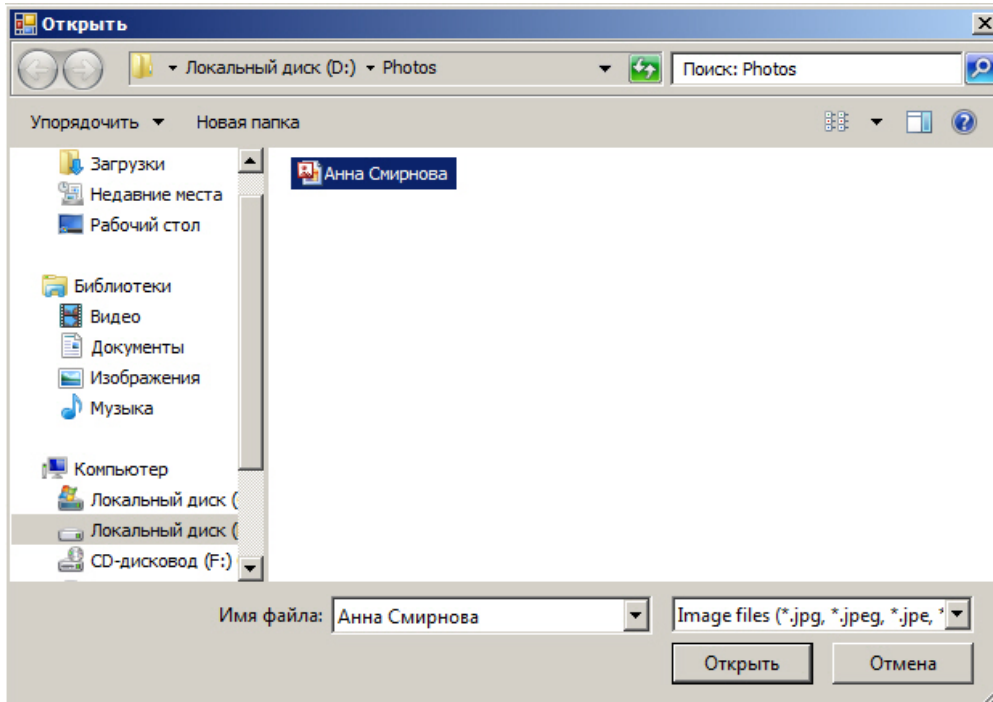 Открыть
Локальный диск (D:) Photos
Поиск: Photos
Упорядочить Новая папка
Загрузки
Недавние места
Рабочий стол
Библиотеки
Видео
Документы
Изображения
Музыка
Компьютер
Локальный диск (
Локальный диск (
CD-дисковод (F:)
Анна Смирнова
Имя файла: Анна Смирнова
Image files (*.jpg, *.jpeg, *.jpe, *
Открыть Отмена